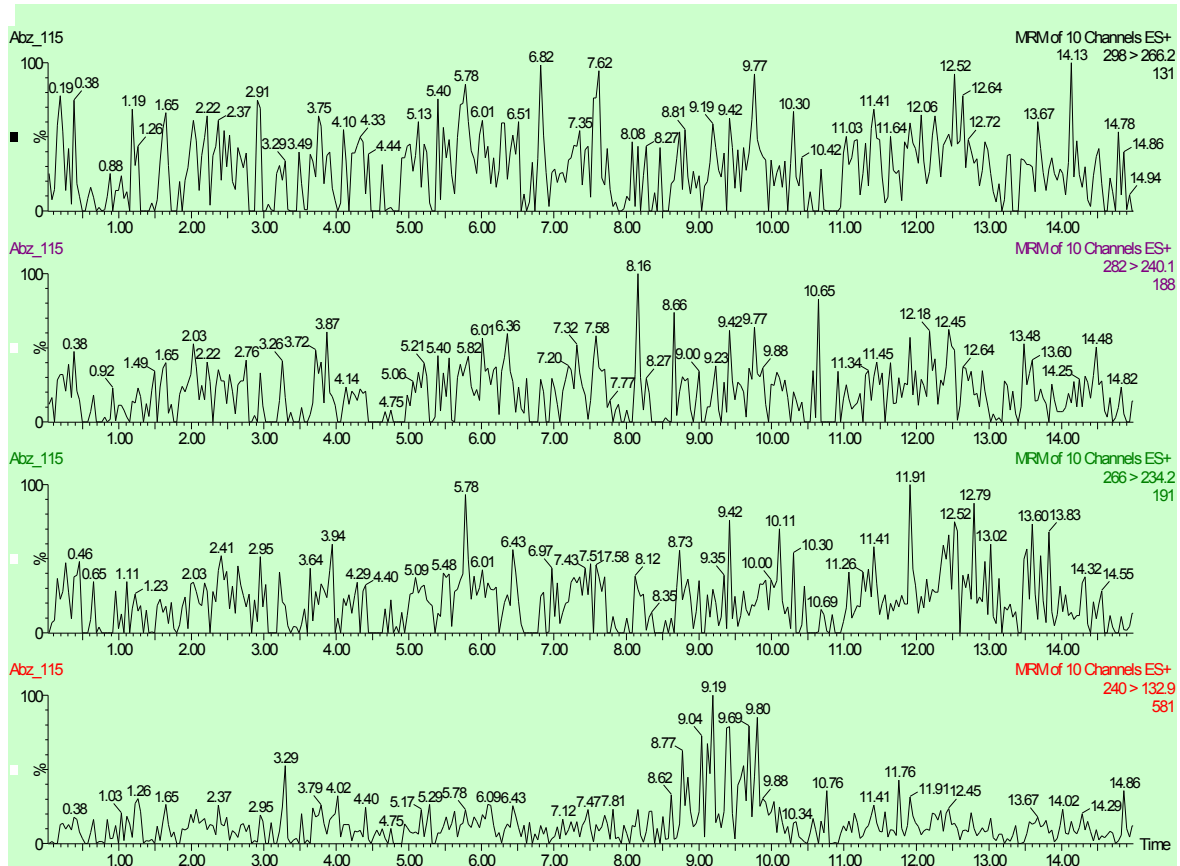 Abz_115
MRM of 10 Channels ES+
298 > 266.2
131
100
%
0
0.19 0.38 0.88 1.19 1.26 1.65 2.22 2.37 2.91 3.29 3.49 3.75 4.10 4.33 4.44 5.13 5.40 5.78 6.01 6.51 6.82 7.35 7.62 8.08 8.27 8.81 9.19 9.42 9.77 10.30 10.42 11.03 11.41 11.64 12.06 12.52 12.64 12.72 13.67 14.13 14.78 14.86 14.94
1.00 2.00 3.00 4.00 5.00 6.00 7.00 8.00 9.00 10.00 11.00 12.00 13.00 14.00
Abz_115
MRM of 10 Channels ES+
282 > 240.1
188
100
%
0
0.38 0.92 1.49 1.65 2.03 2.22 2.76 3.26 3.72 3.87 4.14 4.75 5.06 5.21 5.40 5.82 6.01 6.36 7.20 7.32 7.58 7.77 8.16 8.27 8.66 9.00 9.23 9.42 9.77 9.88 10.65 11.34 11.45 12.18 12.45 12.64 13.48 13.60 14.25 14.48 14.82
1.00 2.00 3.00 4.00 5.00 6.00 7.00 8.00 9.00 10.00 11.00 12.00 13.00 14.00
Abz_115
MRM of 10 Channels ES+
266 > 234.2
191
100
%
0
0.46 0.65 1.11 1.23 2.03 2.41 2.95 3.64 3.94 4.29 4.40 5.09 5.48 5.78 6.01 6.43 6.97 7.43 7.51 7.58 8.12 8.35 8.73 9.35 9.42 10.00 10.11 10.30 10.69 11.26 11.41 11.91 12.52 12.79 13.02 13.60 13.83 14.32 14.55
1.00 2.00 3.00 4.00 5.00 6.00 7.00 8.00 9.00 10.00 11.00 12.00 13.00 14.00
Abz_115
MRM of 10 Channels ES+
240 > 132.9
581
100
%
0
0.38 1.03 1.26 1.65 2.37 2.95 3.29 3.79 4.02 4.40 4.75 5.17 5.29 5.78 6.09 6.43 7.12 7.47 7.81 8.62 8.77 9.04 9.19 9.69 9.80 9.88 10.34 10.76 11.41 11.76 11.91 12.45 13.67 14.02 14.29 14.86
1.00 2.00 3.00 4.00 5.00 6.00 7.00 8.00 9.00 10.00 11.00 12.00 13.00 14.00
Time